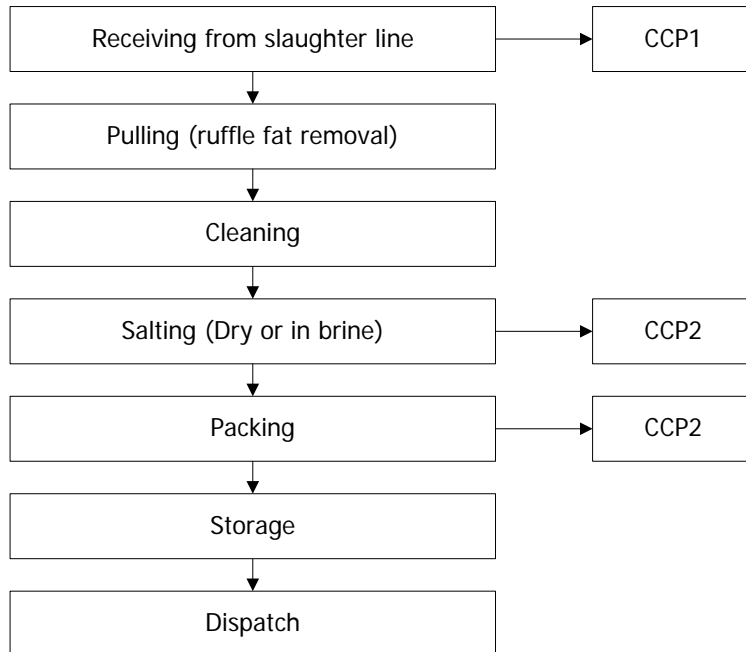 Receiving from slaughter line
CCP1
Pulling (ruffle fat removal)
Cleaning
Salting (Dry or in brine)
CCP2
Packing
CCP2
Storage
Dispatch